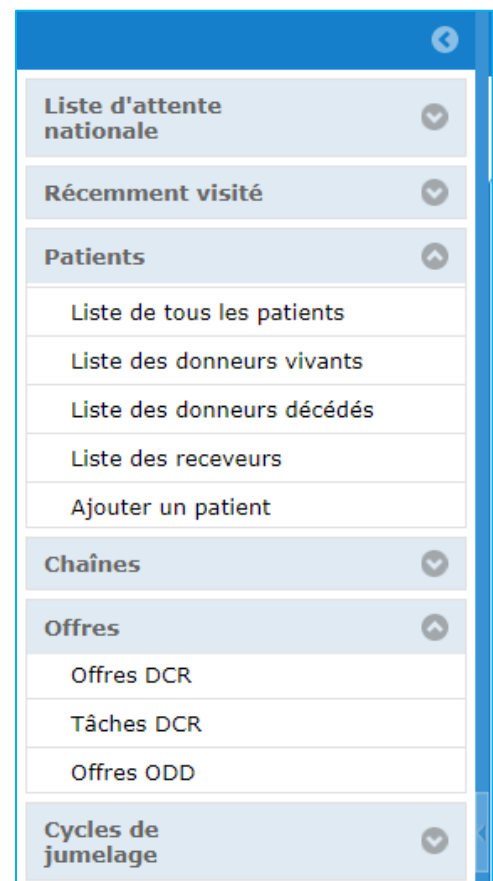 Liste d'attente
nationale
Récemment visité
Patients
Liste de tous les patients
Liste des donneurs vivants
Liste des donneurs décédés
Liste des receveurs
Ajouter un patient
Chaînes
Offres
Offres DCR
Tâches DCR
Offres ODD
Cycles de
jumelage